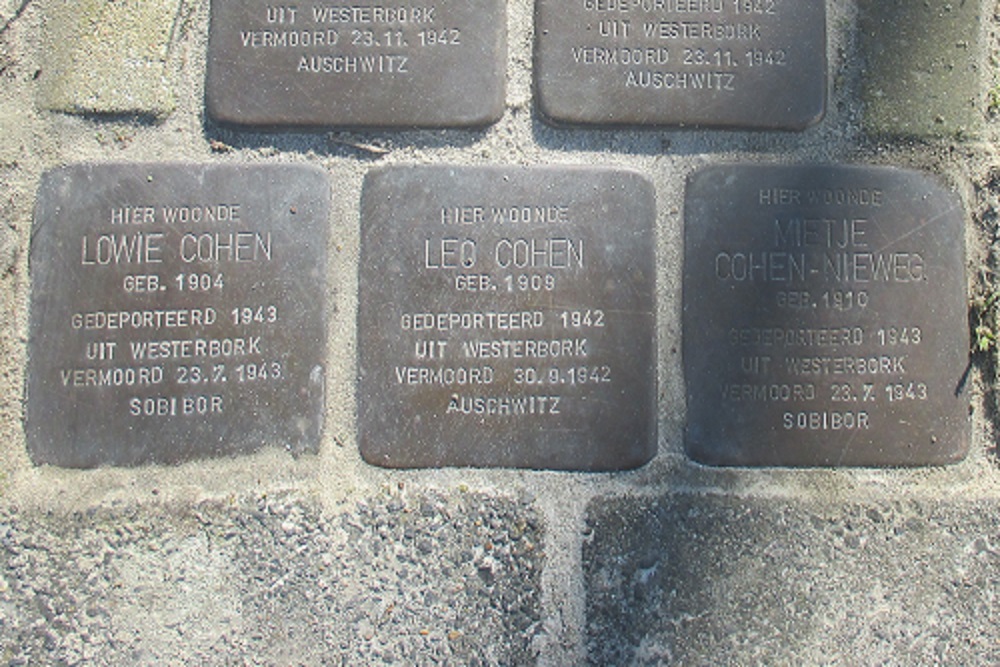 UIT WESTERBORK
VERMOORD 23.11.1942
AUSCHWITZ
GEDEPORTEERD 1942
UIT WESTERBORK
VERMOORD 23.11.1942
AUSCHWITZ
HIER WOONDE
LOWIE COHEN
GEB. 1904
GEDEPORTEERD 1943
UIT WESTERBORK
VERMOORD 23.7.1943
SOBIBOR
HIER WOONDE
LEO COHEN
GEB. 1909
GEDEPORTEERD 1942
UIT WESTERBORK
VERMOORD 30.9.1942
AUSCHWITZ
HIER WOONDE
MIETJE
COHEN-NIEWEG
GEB. 1910
GEDEPORTEERD 1943
UIT WESTERBORK
VERMOORD 23.7.1943
SOBIBOR